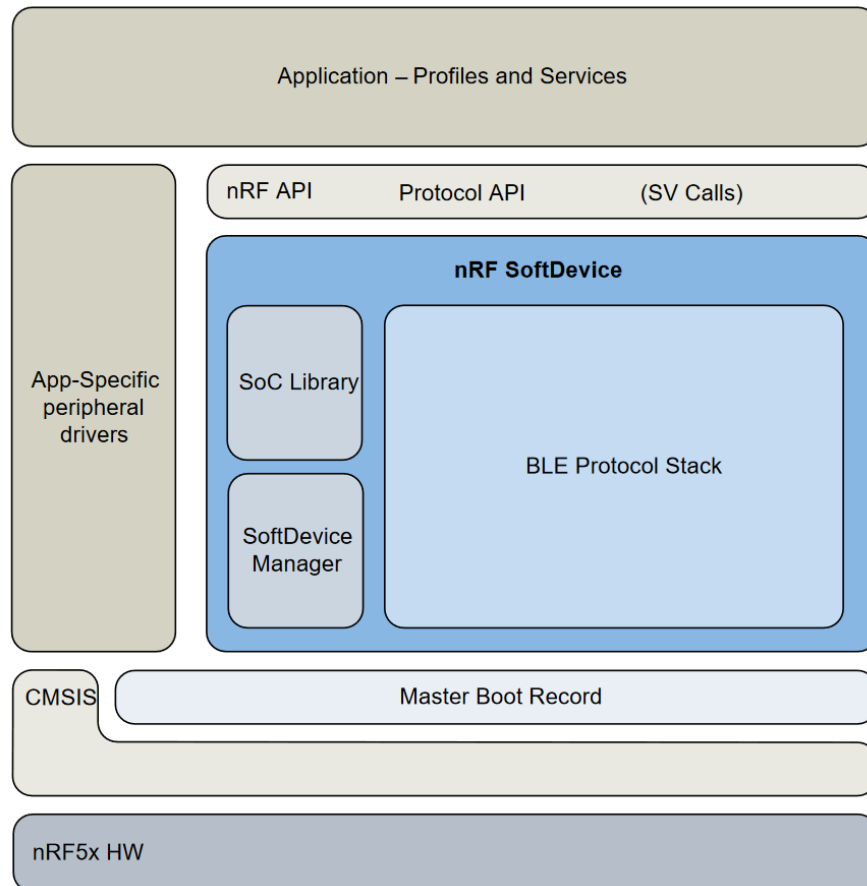 Application – Profiles and Services
nRF API
Protocol API
(SV Calls)
nRF SoftDevice
App-Specific
peripheral
drivers
SoC Library
BLE Protocol Stack
SoftDevice
Manager
CMSIS
Master Boot Record
nRF5x HW